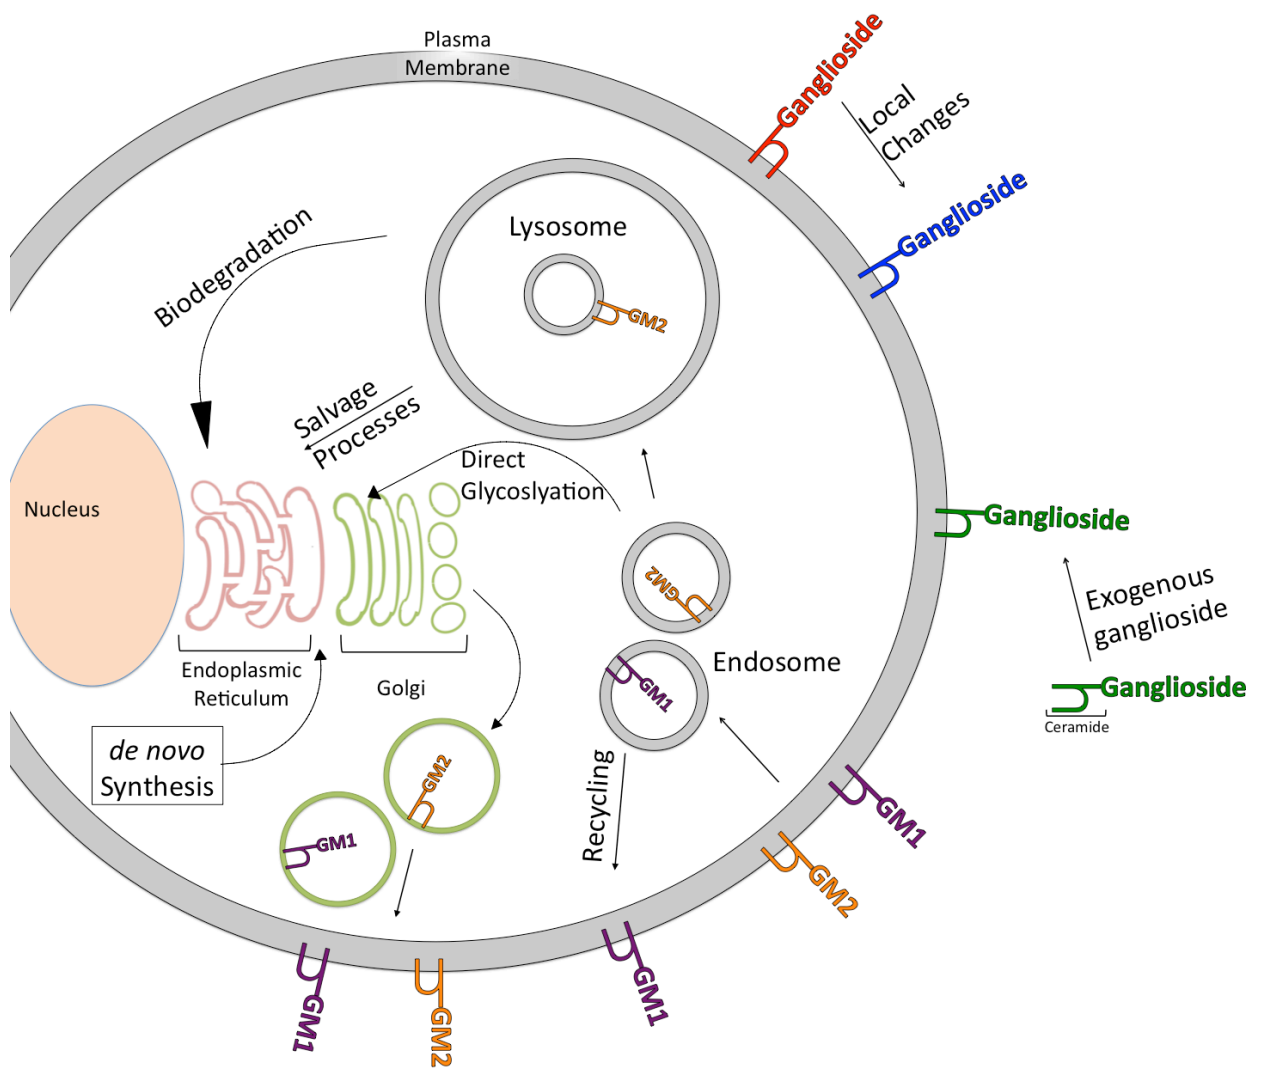 Plasma
Membrane
Ganglioside
Local
Changes
Ganglioside
Lysosome
GM2
Biodegradation
Salvage
Processes
Direct
Glycoslyation
Nucleus
Ganglioside
GM2
Exogenous
ganglioside
Endosome
GM1
Ganglioside
Ceramide
Endoplasmic
Reticulum
Golgi
de novo
Synthesis
GM2
GM1
Recycling
GM1
GM2
GM1
GM2
GM1